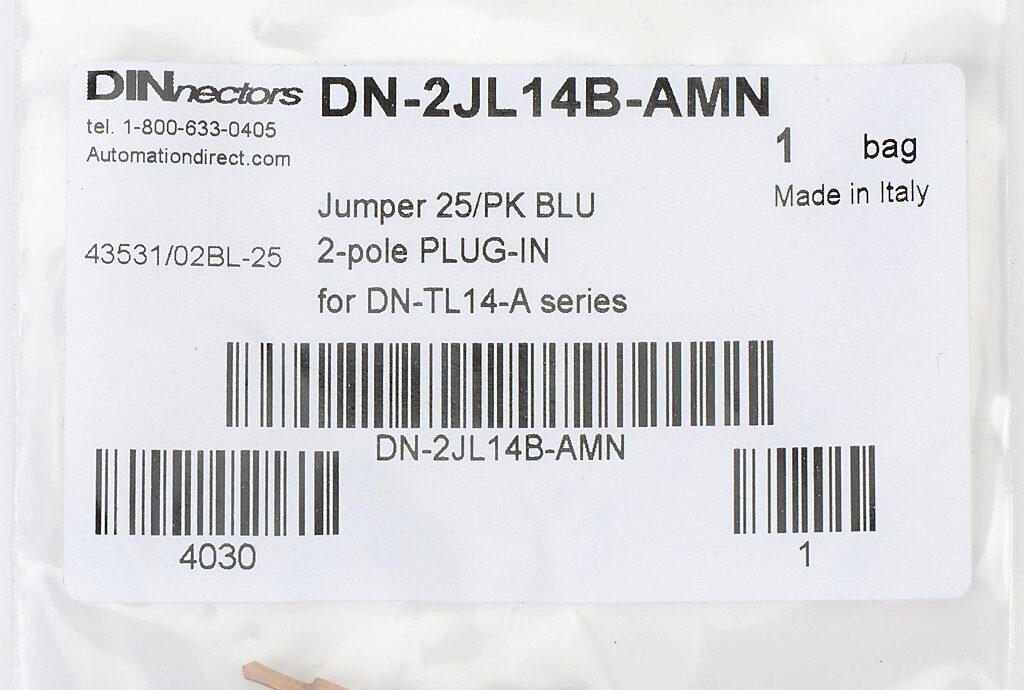 DINnectors DN-2JL14B-AMN
tel. 1-800-633-0405
Automationdirect.com
1 bag
Made in Italy
Jumper 25/PK BLU
43531/02BL-25 2-pole PLUG-IN
for DN-TL14-A series
DN-2JL14B-AMN
4030 1